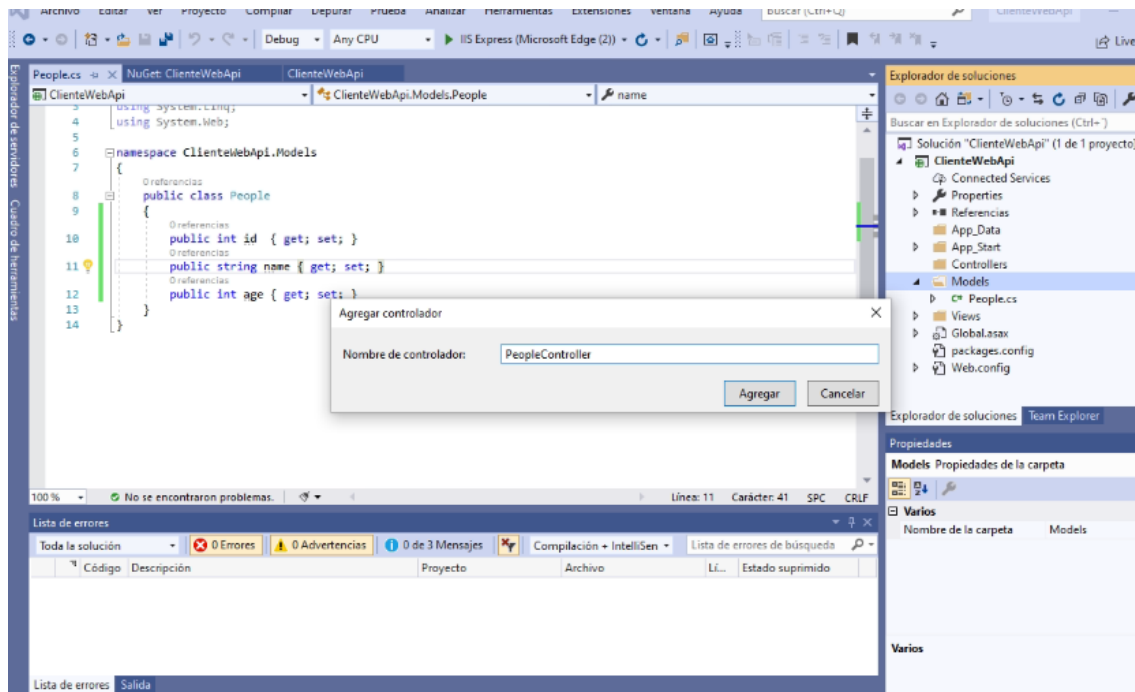 Archivo Editar Ver Proyecto Compilar Depurar Prueba Analizar Herramientas Extensiones Ventana Ayuda Buscar (Ctrl+Q) ClienteWebApi
Debug Any CPU IIS Express (Microsoft Edge (2)) Live
Explorador de servidores
Cuadro de herramientas
People.cs NuGet: ClienteWebApi ClienteWebApi
ClienteWebApi ClienteWebApi.Models.People name
3 using System.Linq;
4 using System.Web;
5
6 namespace ClienteWebApi.Models
7 {
0 referencias
8 public class People
9 {
0 referencias
10 public int id { get; set; }
0 referencias
11 public string name { get; set; }
0 referencias
12 public int age { get; set; }
13 }
14 }
Agregar controlador
Nombre de controlador: PeopleController
Agregar Cancelar
100 % No se encontraron problemas. Línea: 11 Carácter: 41 SPC CRLF
Lista de errores
Toda la solución 0 Errores 0 Advertencias 0 de 3 Mensajes Compilación + IntelliSen Lista de errores de búsqueda
Código Descripción Proyecto Archivo Lí... Estado suprimido
Lista de errores Salida
Explorador de soluciones
Buscar en Explorador de soluciones (Ctrl+¨)
Solución "ClienteWebApi" (1 de 1 proyecto)
ClienteWebApi
Connected Services
Properties
Referencias
App_Data
App_Start
Controllers
Models
C# People.cs
Views
Global.asax
packages.config
Web.config
Explorador de soluciones Team Explorer
Propiedades
Models Propiedades de la carpeta
Varios
Nombre de la carpeta Models
Varios